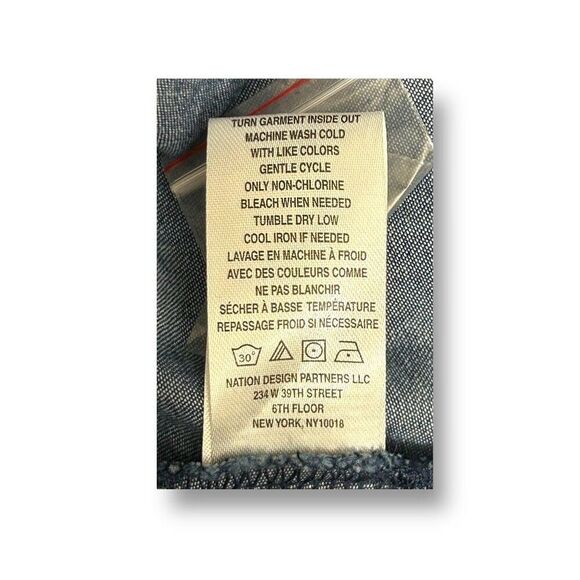 TURN GARMENT INSIDE OUT
MACHINE WASH COLD
WITH LIKE COLORS
GENTLE CYCLE
ONLY NON-CHLORINE
BLEACH WHEN NEEDED
TUMBLE DRY LOW
COOL IRON IF NEEDED
LAVAGE EN MACHINE À FROID
AVEC DES COULEURS COMME
NE PAS BLANCHIR
SÉCHER À BASSE TEMPÉRATURE
REPASSAGE FROID SI NÉCESSAIRE
30°
NATION DESIGN PARTNERS LLC
234 W 39TH STREET
6TH FLOOR
NEW YORK, NY10018